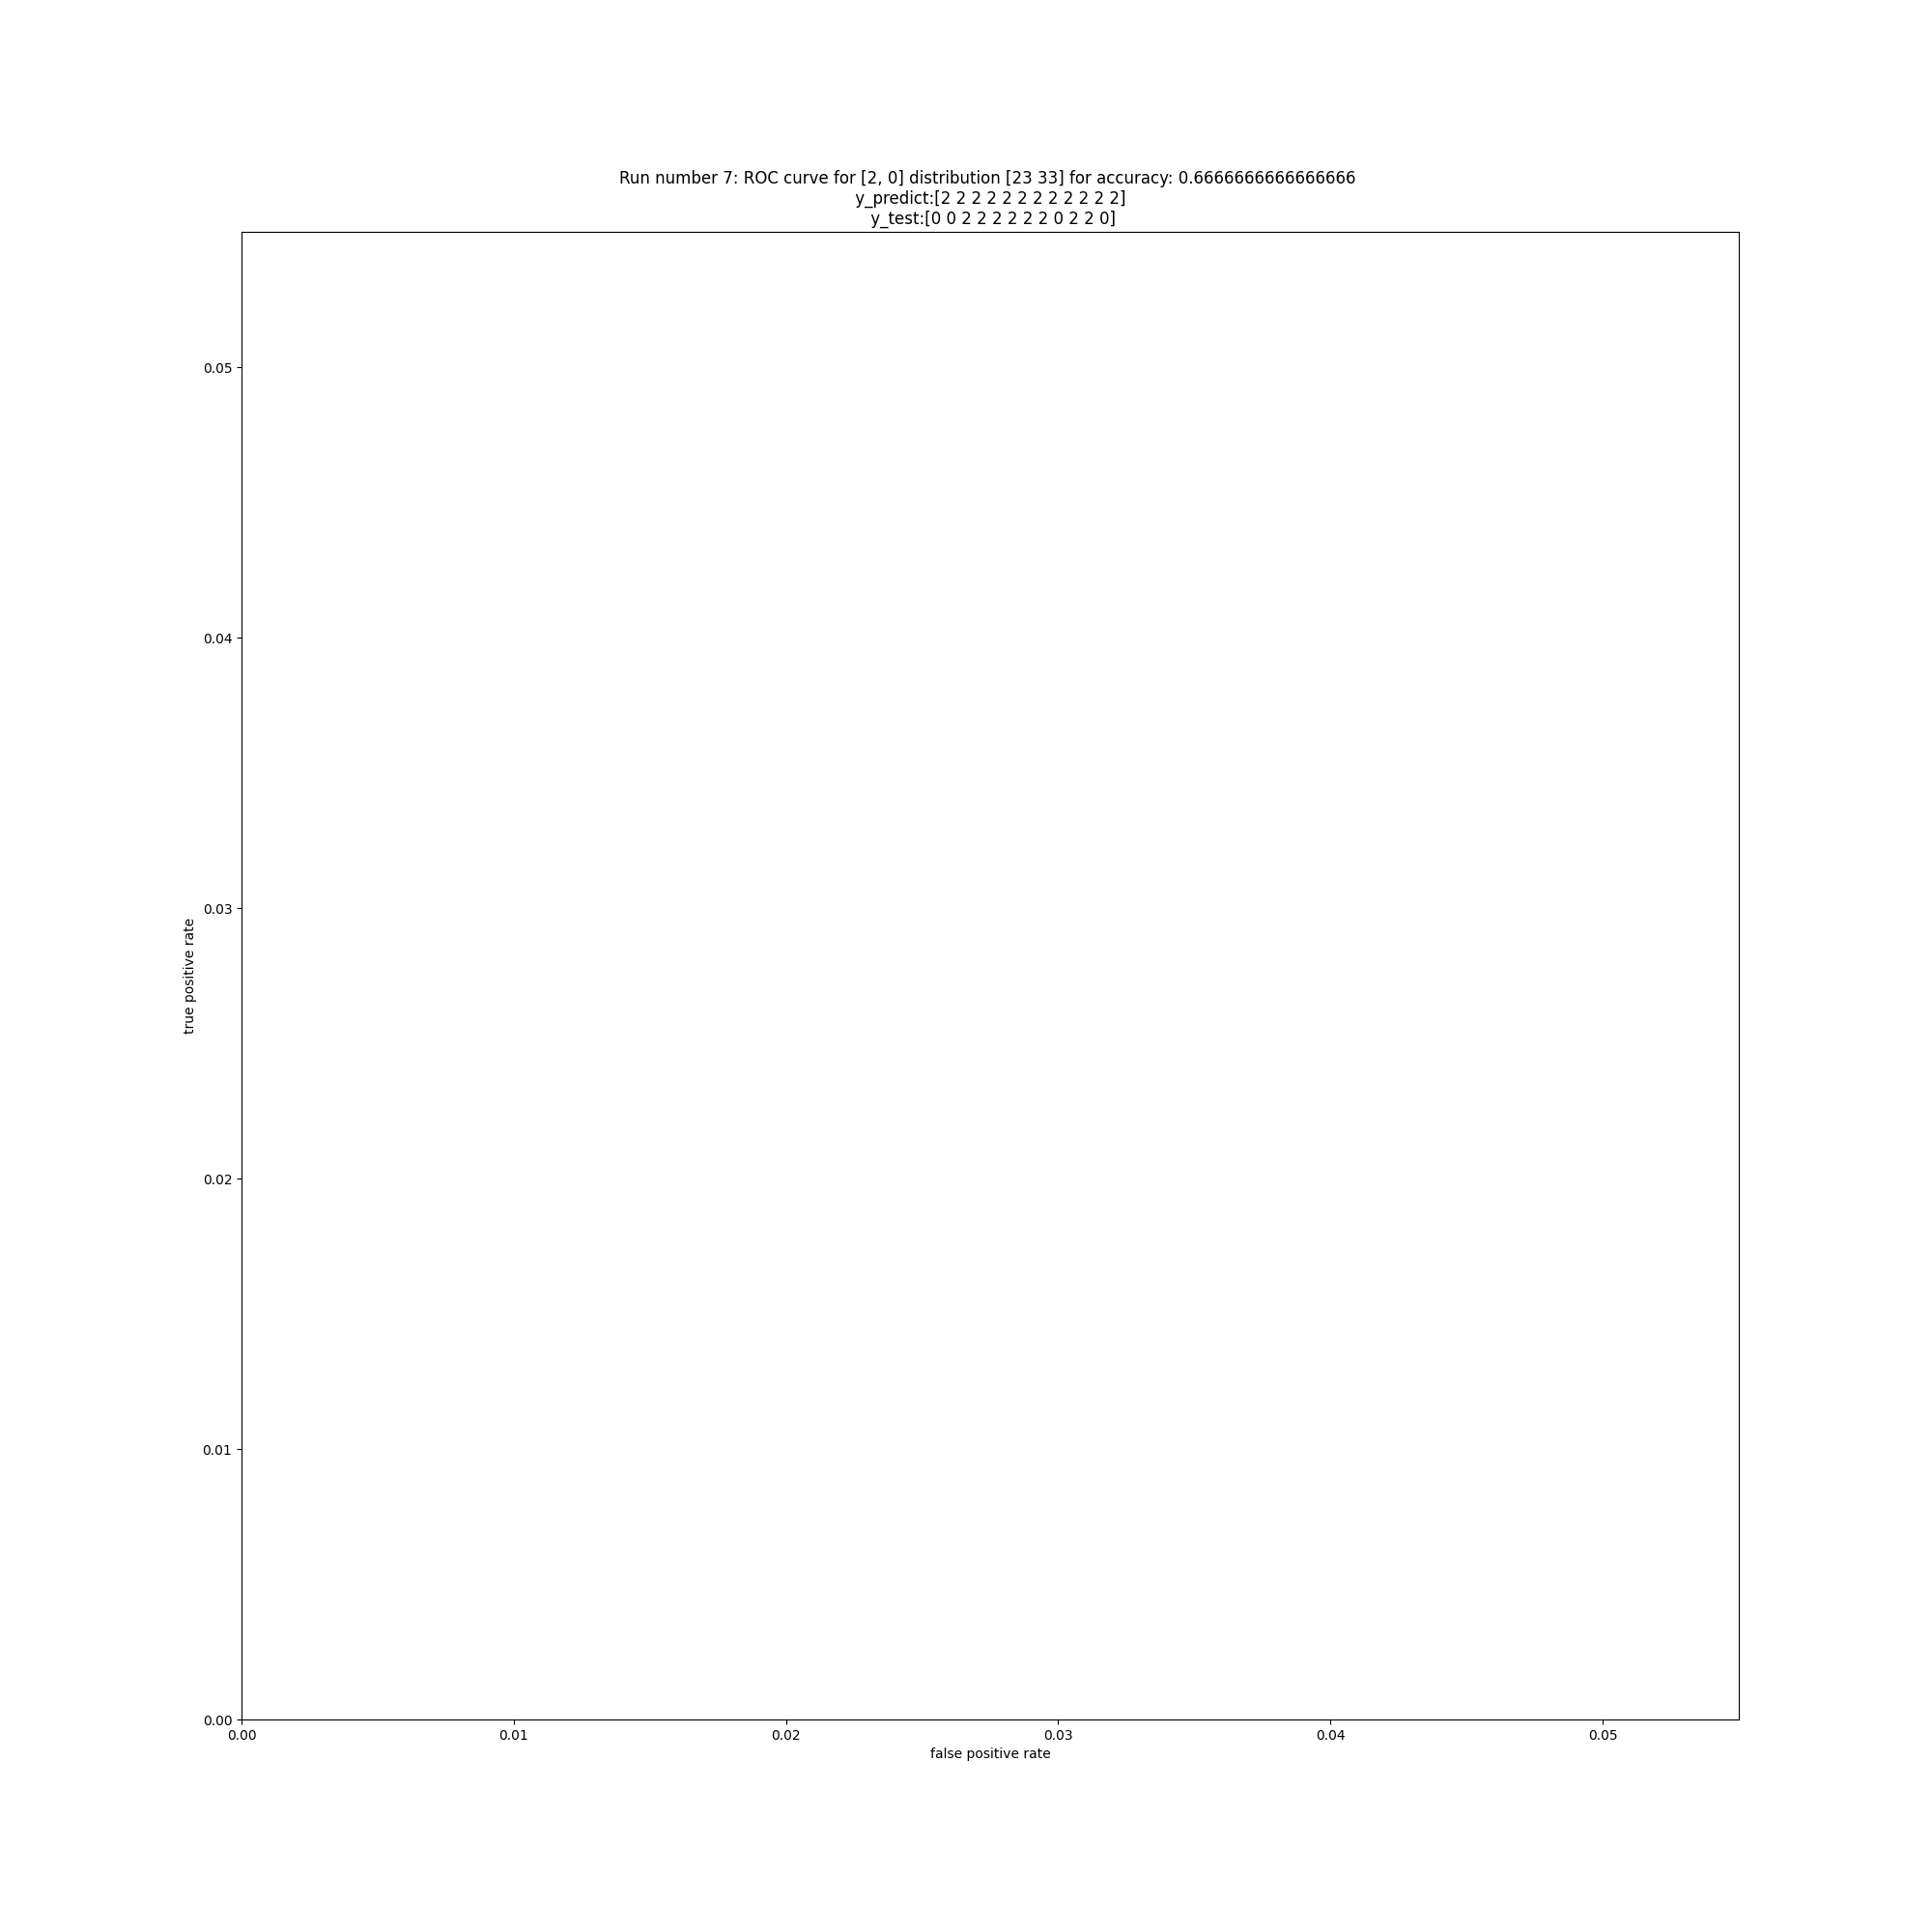 Run number 7: ROC curve for [2, 0] distribution [23 33] for accuracy: 0.6666666666666666
y_predict:[2 2 2 2 2 2 2 2 2 2 2 2]
y_test:[0 0 2 2 2 2 2 2 0 2 2 0]
0.05
0.04
0.03
0.02
0.01
0.00
true positive rate
0.00 0.01 0.02 0.03 0.04 0.05
false positive rate